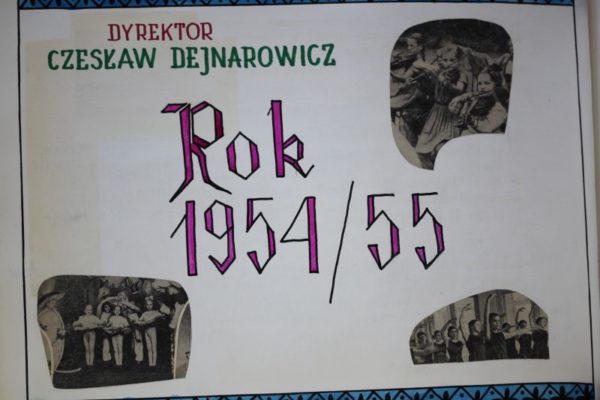 DYREKTOR
CZESŁAW DEJNAROWICZ
Rok
1954/55